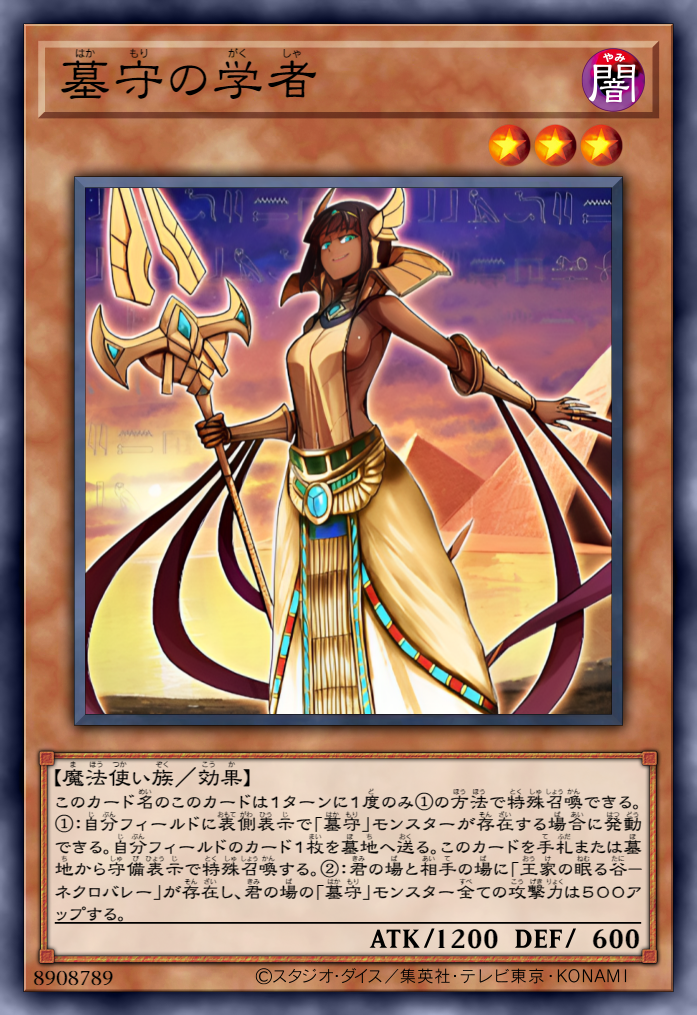 墓守の学者
闇
【魔法使い族／効果】
このカード名のこのカードは1ターンに1度のみ①の方法で特殊召喚できる。
①：自分フィールドに表側表示で「墓守」モンスターが存在する場合に発動
できる。自分フィールドのカード1枚を墓地へ送る。このカードを手札または墓
地から守備表示で特殊召喚する。②：君の場と相手の場に「王家の眠る谷－
ネクロバレー」が存在し、君の場の「墓守」モンスター全ての攻撃力は500ア
ップする。
ATK/1200 DEF/ 600
8908789
©スタジオ・ダイス／集英社・テレビ東京・KONAMI